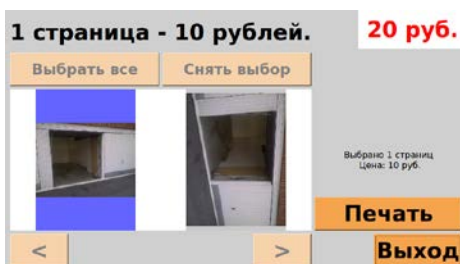 1 страница - 10 рублей.
20 руб.
Выбрать все
Снять выбор
Выбрано 1 страниц
Цена: 10 руб.
Печать
<
>
Выход